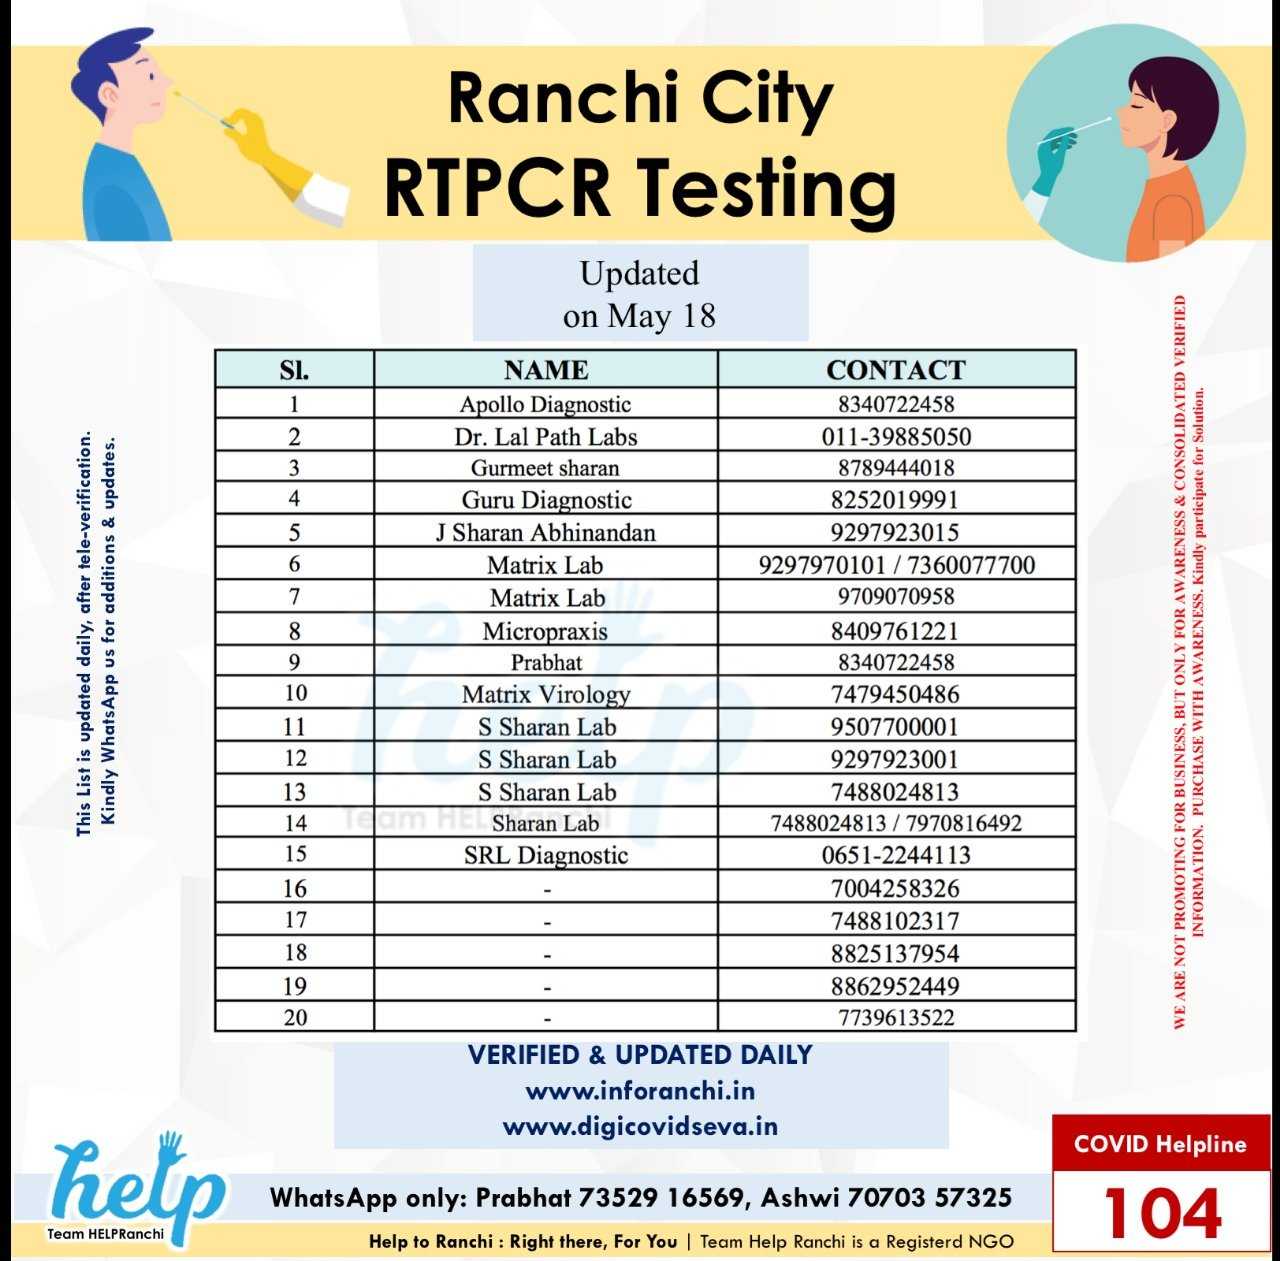 Ranchi City
RTPCR Testing
Updated
on May 18
This List is updated daily, after tele-verification.
Kindly WhatsApp us for additions & updates.
Sl. NAME CONTACT
1 Apollo Diagnostic 8340722458
2 Dr. Lal Path Labs 011-39885050
3 Gurmeet sharan 8789444018
4 Guru Diagnostic 8252019991
5 J Sharan Abhinandan 9297923015
6 Matrix Lab 9297970101 / 7360077700
7 Matrix Lab 9709070958
8 Micropraxis 8409761221
9 Prabhat 8340722458
10 Matrix Virology 7479450486
11 S Sharan Lab 9507700001
12 S Sharan Lab 9297923001
13 S Sharan Lab 7488024813
14 Sharan Lab 7488024813 / 7970816492
15 SRL Diagnostic 0651-2244113
16 - 7004258326
17 - 7488102317
18 - 8825137954
19 - 8862952449
20 - 7739613522
help
Team HELPRanchi
WE ARE NOT PROMOTING FOR BUSINESS, BUT ONLY FOR AWARENESS & CONSOLIDATED VERIFIED
INFORMATION. PURCHASE WITH AWARENESS. Kindly participate for Solution.
VERIFIED & UPDATED DAILY
www.inforanchi.in
www.digicovidseva.in
help
Team HELPRanchi
WhatsApp only: Prabhat 73529 16569, Ashwi 70703 57325
Help to Ranchi : Right there, For You | Team Help Ranchi is a Registerd NGO
COVID Helpline
104